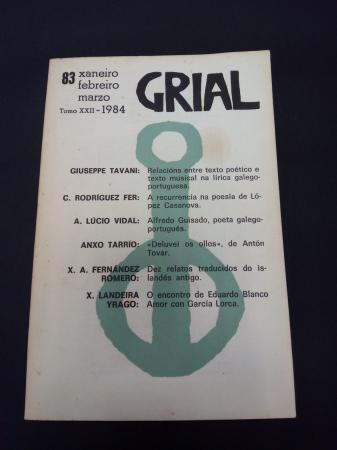 83 xaneiro
febreiro
marzo
Tomo XXII - 1984
GRIAL
GIUSEPPE TAVANI: Relacións entre texto poético e
texto musical na lírica galego-
portuguesa.
C. RODRÍGUEZ FER: A recurrencia na poesía de Ló-
pez Casanova.
A. LÚCIO VIDAL: Alfredo Guisado, poeta galego-
portugués.
ANXO TARRÍO: «Deluvei os ollos», de Antón
Tovar.
X. A. FERNÁNDEZ Dez relatos traducidos do is-
ROMERO: landés antigo.
X. LANDEIRA O encontro de Eduardo Blanco
YRAGO: Amor con García Lorca.